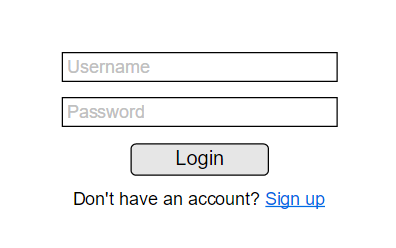 Username
Password
Login
Don't have an account? Sign up